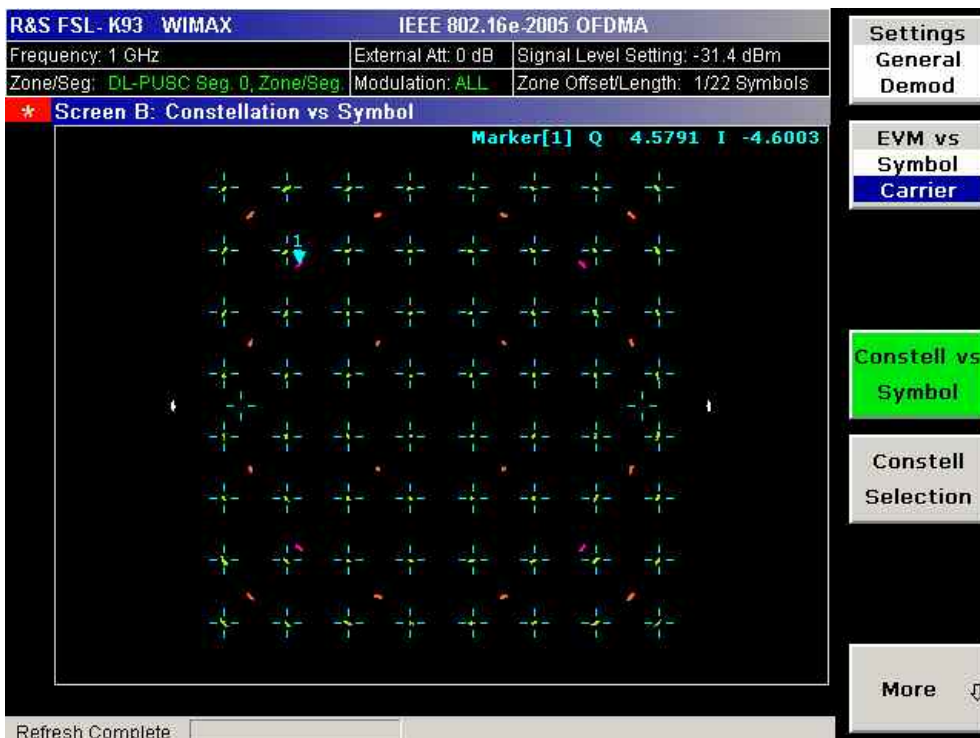 R&S FSL-K93 WIMAX IEEE 802.16e-2005 OFDMA
Frequency: 1 GHz External Att: 0 dB Signal Level Setting: -31.4 dBm
Zone/Seg: DL-PUSC Seg. 0, Zone/Seg. Modulation: ALL Zone Offset/Length: 1/22 Symbols
* Screen B: Constellation vs Symbol
Marker[1] Q 4.5791 I -4.6003
1
Refresh Complete
Settings
General
Demod
EVM vs
Symbol
Carrier
Constell vs
Symbol
Constell
Selection
More